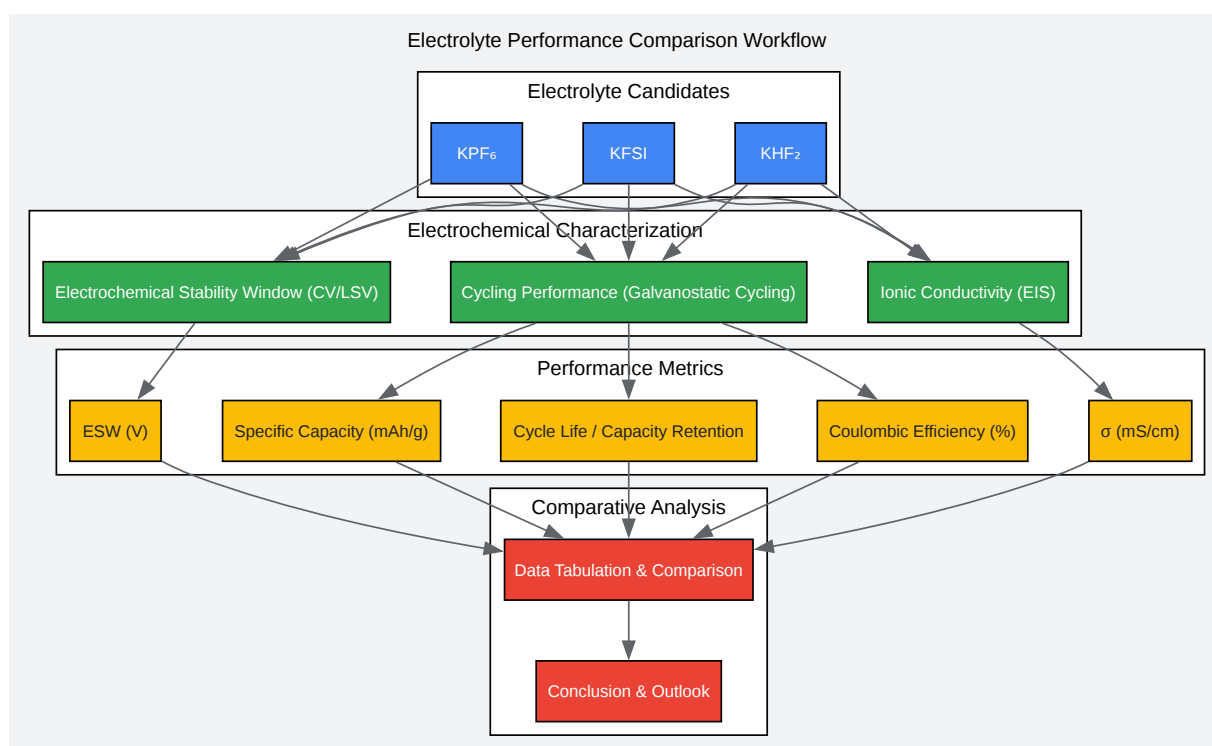 Electrolyte Performance Comparison Workflow
Electrolyte Candidates
KPF₆
KFSI
KHF₂
Electrochemical Characterization
Electrochemical Stability Window (CV/LSV)
Cycling Performance (Galvanostatic Cycling)
Ionic Conductivity (EIS)
Performance Metrics
ESW (V)
Specific Capacity (mAh/g)
Cycle Life / Capacity Retention
Coulombic Efficiency (%)
σ (mS/cm)
Comparative Analysis
Data Tabulation & Comparison
Conclusion & Outlook